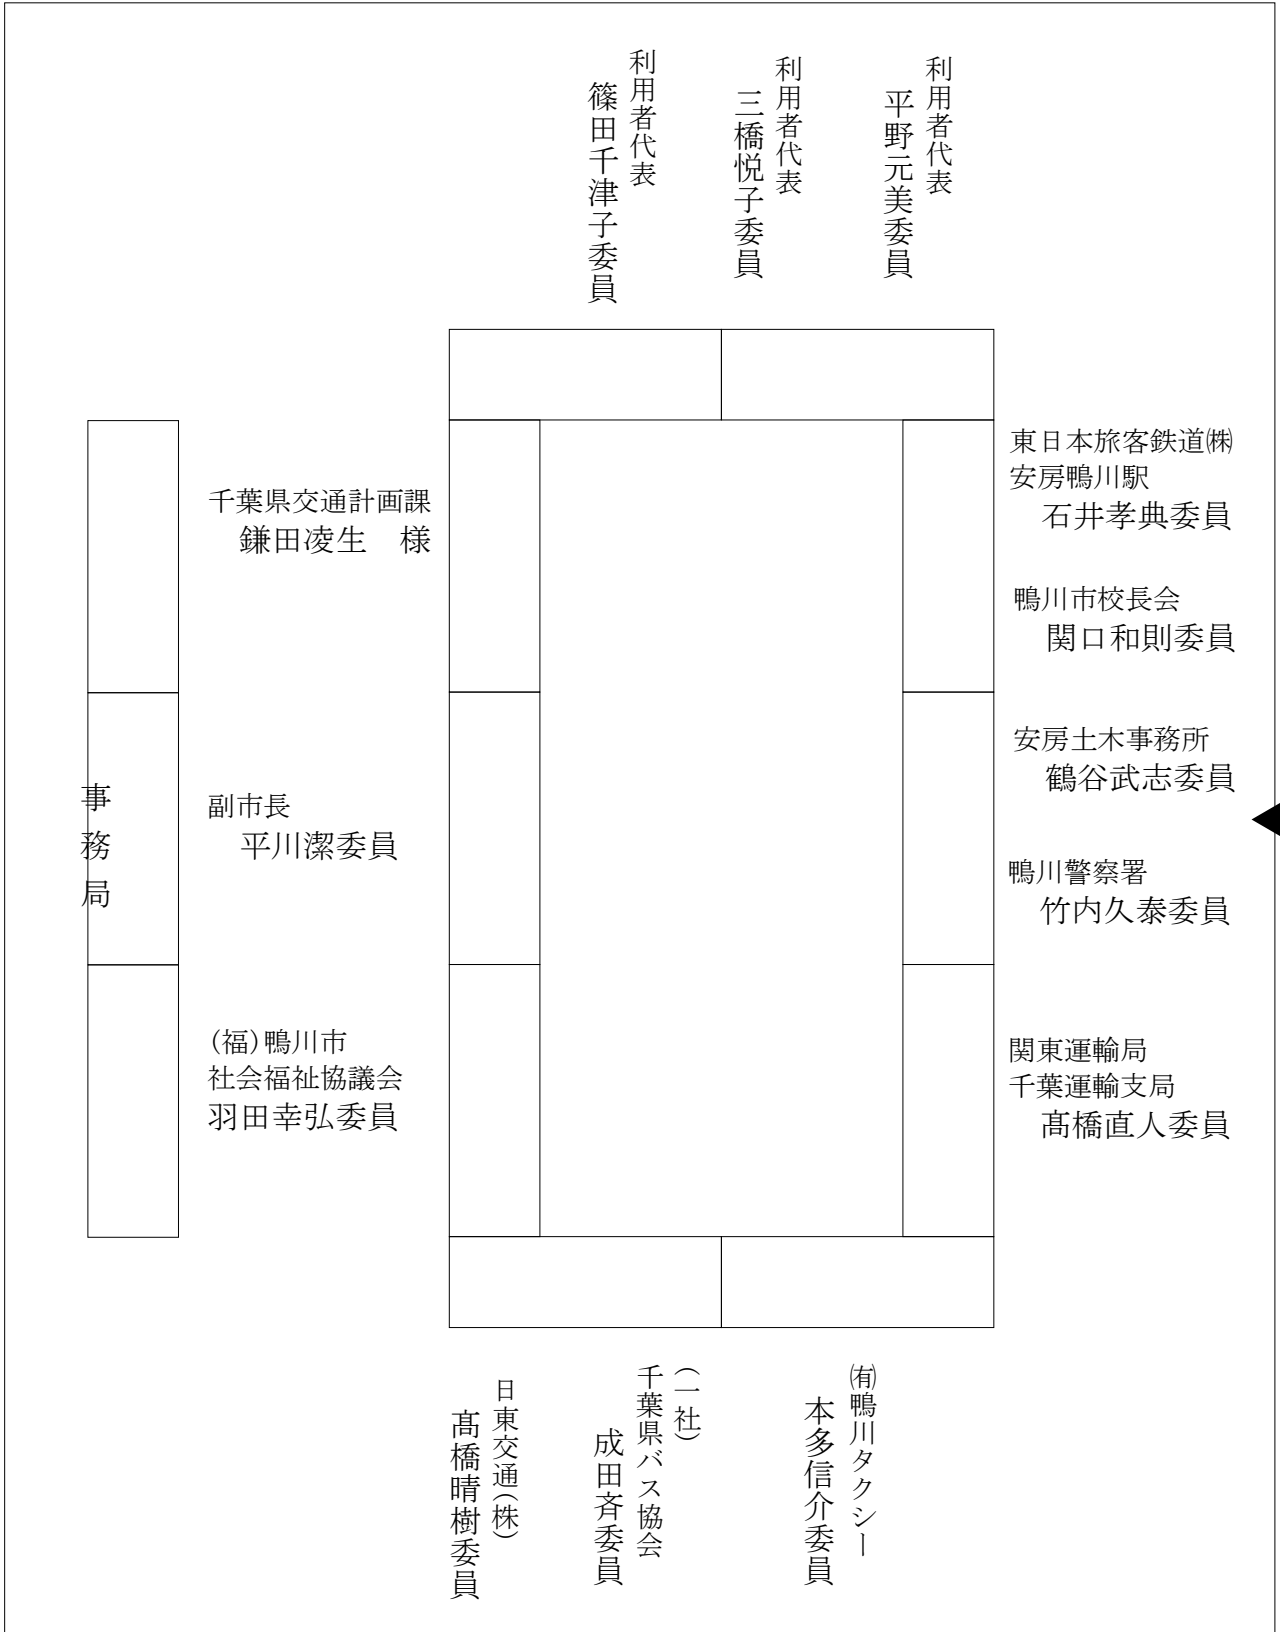 利用者代表
平野元美委員
利用者代表
三橋悦子委員
利用者代表
篠田千津子委員
東日本旅客鉄道㈱
安房鴨川駅
石井孝典委員
鴨川市校長会
関口和則委員
安房土木事務所
鶴谷武志委員
鴨川警察署
竹内久泰委員
関東運輸局
千葉運輸支局
髙橋直人委員
千葉県交通計画課
鎌田凌生　様
副市長
平川潔委員
(福)鴨川市
社会福祉協議会
羽田幸弘委員
事務局
㈲鴨川タクシー
本多信介委員
(一社)
千葉県バス協会
成田斉委員
日東交通(株)
髙橋晴樹委員